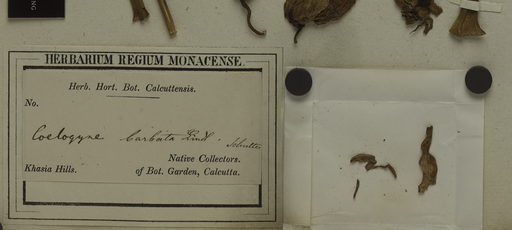 NG
HERBARIUM REGIUM MONACENSE.
Herb. Hort. Bot. Calcuttensis.
No.
Coelogyne barbata Lindl.
Native Collectors.
Khasia Hills. of Bot. Garden, Calcutta.